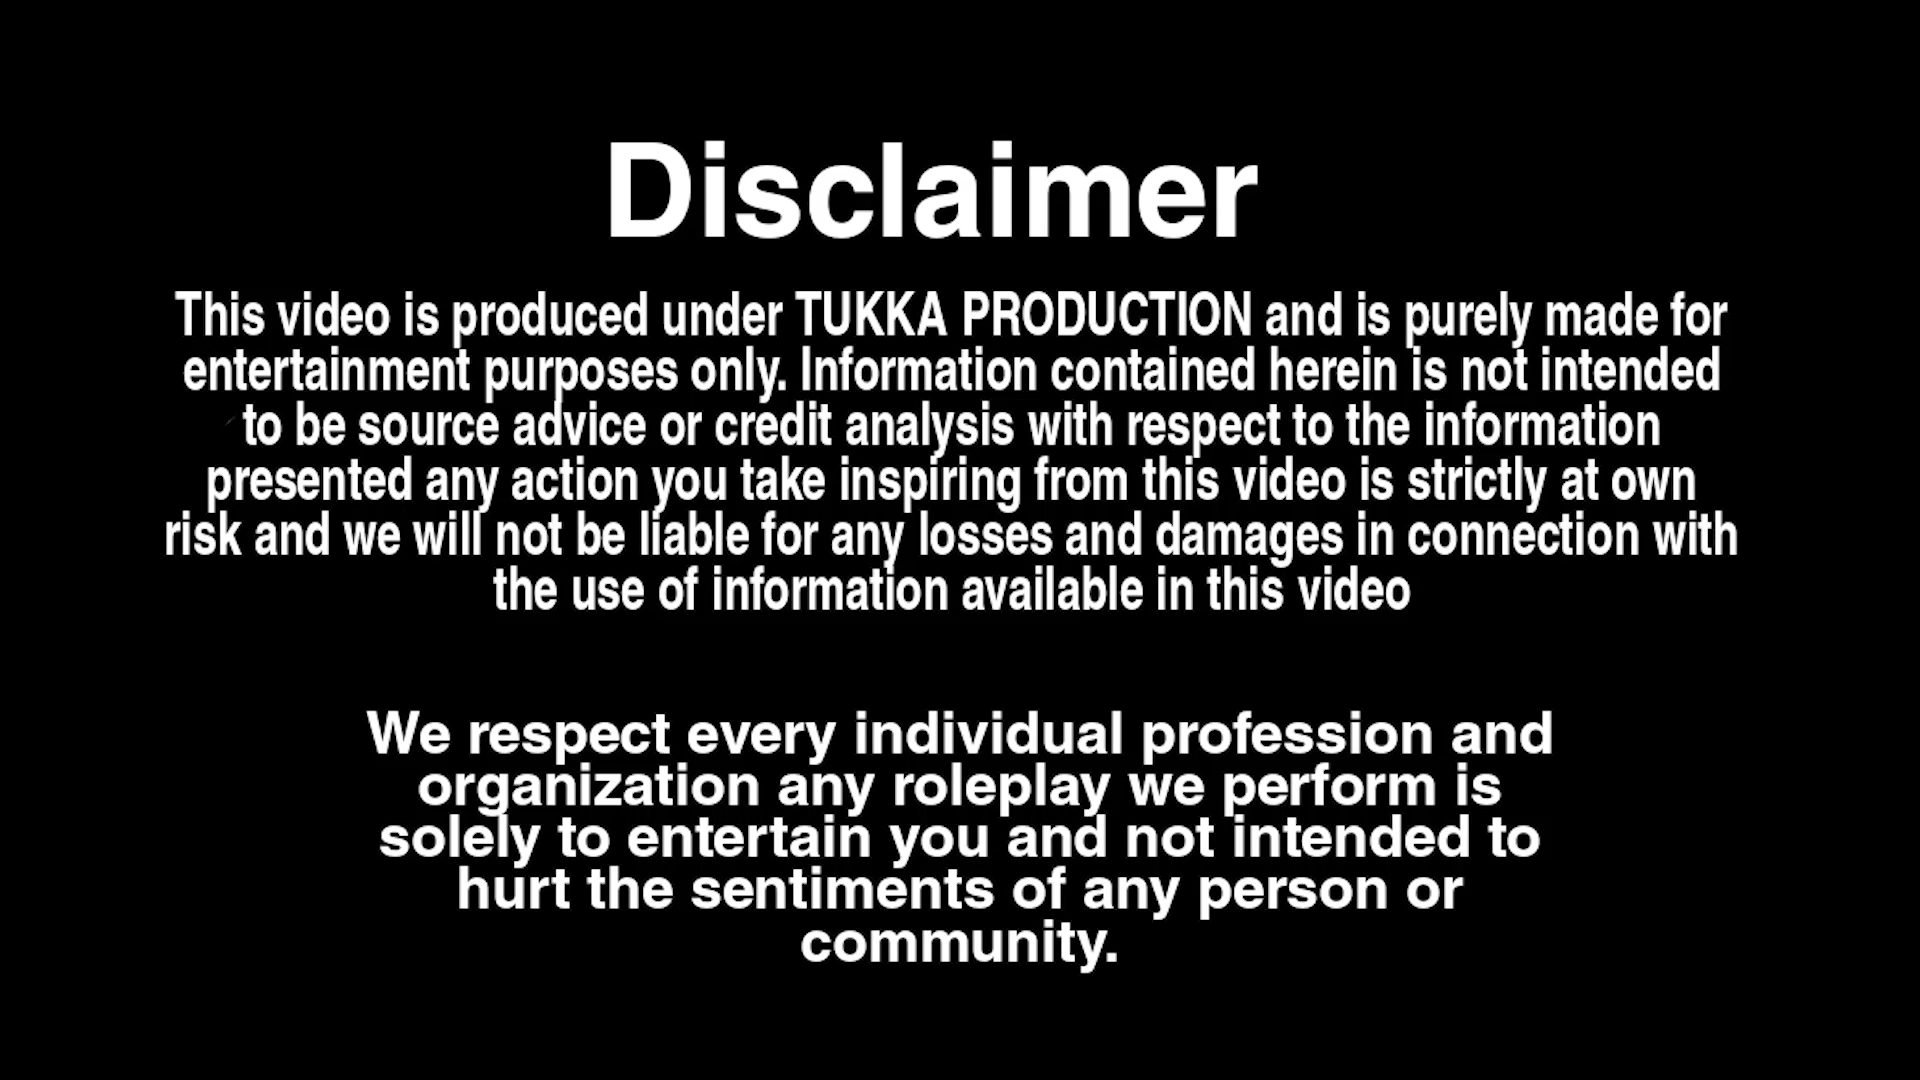 Disclaimer
This video is produced under TUKKA PRODUCTION and is purely made for
entertainment purposes only. Information contained herein is not intended
to be source advice or credit analysis with respect to the information
presented any action you take inspiring from this video is strictly at own
risk and we will not be liable for any losses and damages in connection with
the use of information available in this video
We respect every individual profession and
organization any roleplay we perform is
solely to entertain you and not intended to
hurt the sentiments of any person or
community.